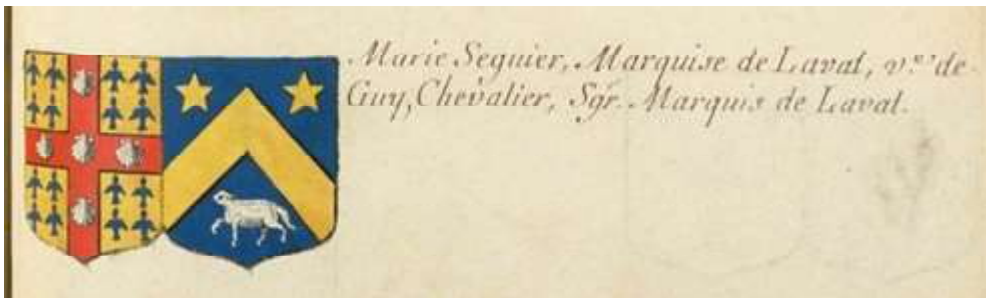 Marie Seguier, Marquise de Laval, v.ve de
Guy, Chevalier, Sgr. Marquis de Laval.